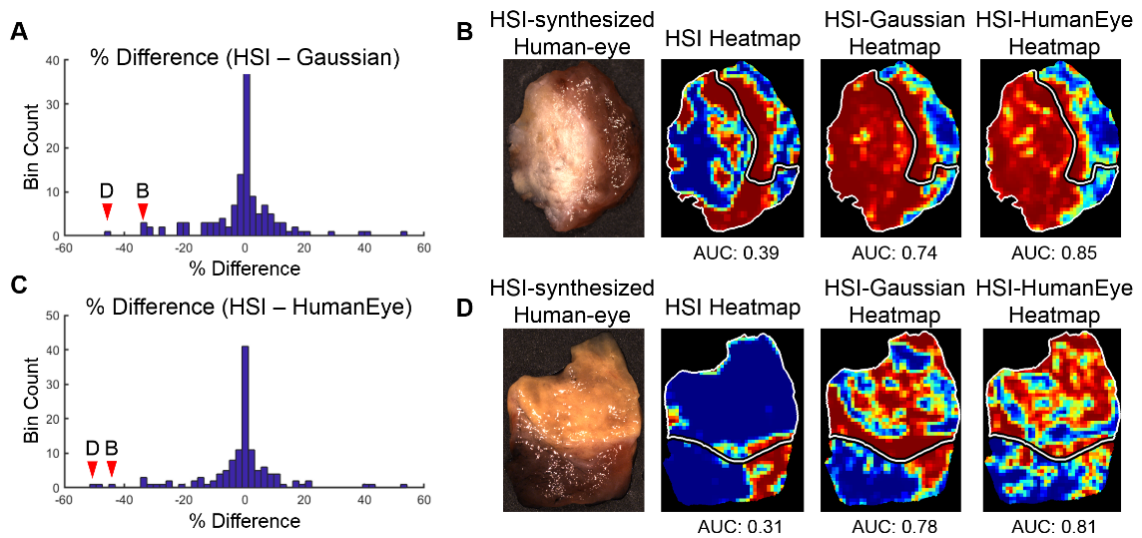 A
% Difference (HSI – Gaussian)
40
30
20
10
0
Bin Count
D
B
-60
-40
-20
0
20
40
60
% Difference
B
HSI-synthesized
Human-eye
HSI Heatmap
HSI-Gaussian
Heatmap
HSI-HumanEye
Heatmap
AUC: 0.39
AUC: 0.74
AUC: 0.85
C
% Difference (HSI – HumanEye)
50
40
30
20
10
0
Bin Count
D
B
-60
-40
-20
0
20
40
60
% Difference
D
HSI-synthesized
Human-eye
HSI Heatmap
HSI-Gaussian
Heatmap
HSI-HumanEye
Heatmap
AUC: 0.31
AUC: 0.78
AUC: 0.81